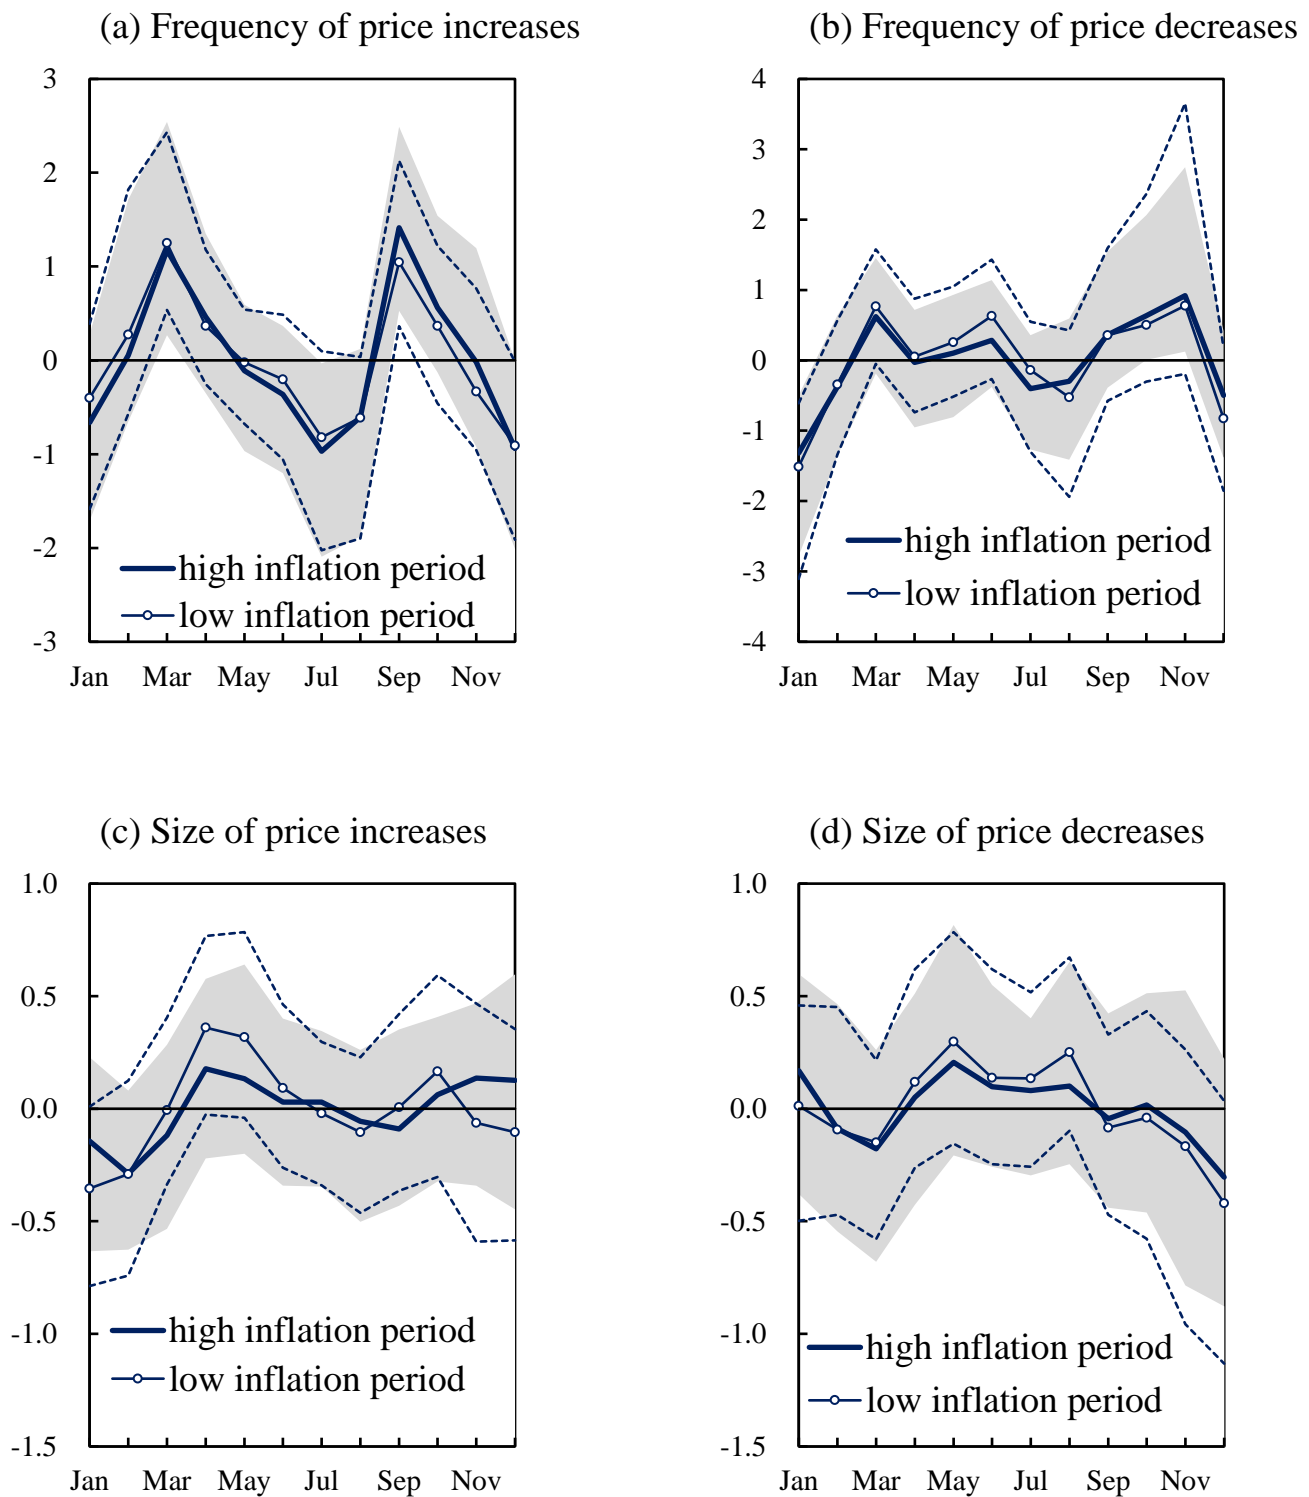 (a) Frequency of price increases
3
2
1
0
-1
-2
-3
high inflation period
low inflation period
Jan Mar May Jul Sep Nov
(b) Frequency of price decreases
4
3
2
1
0
-1
-2
-3
-4
high inflation period
low inflation period
Jan Mar May Jul Sep Nov
(c) Size of price increases
1.0
0.5
0.0
-0.5
-1.0
-1.5
high inflation period
low inflation period
Jan Mar May Jul Sep Nov
(d) Size of price decreases
1.0
0.5
0.0
-0.5
-1.0
-1.5
high inflation period
low inflation period
Jan Mar May Jul Sep Nov